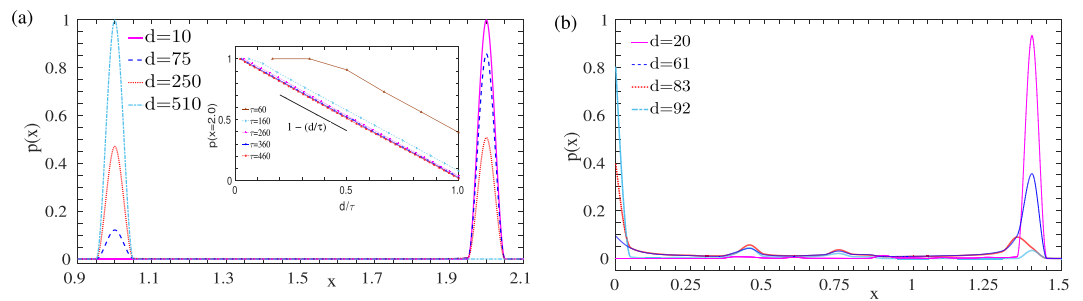 (a)
1
0.8
0.6
0.4
0.2
0
p(x)
d=10
d=75
d=250
d=510
1
0.5
0
p(x=2.0)
τ=60
τ=160
τ=260
τ=360
τ=460
1 − (d/τ)
0 0.5 1.0
d/τ
0.9 1.1 1.3 1.5 1.7 1.9 2.1
x
(b)
1
0.8
0.6
0.4
0.2
0
p(x)
d=20
d=61
d=83
d=92
0 0.25 0.5 0.75 1 1.25 1.5
x